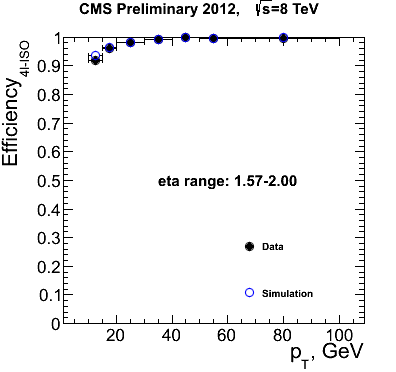 CMS Preliminary 2012, √s=8 TeV
Efficiency4l-ISO
1
0.9
0.8
0.7
0.6
0.5
0.4
0.3
0.2
0.1
0
eta range: 1.57-2.00
Data
Simulation
20 40 60 80 100
pT, GeV